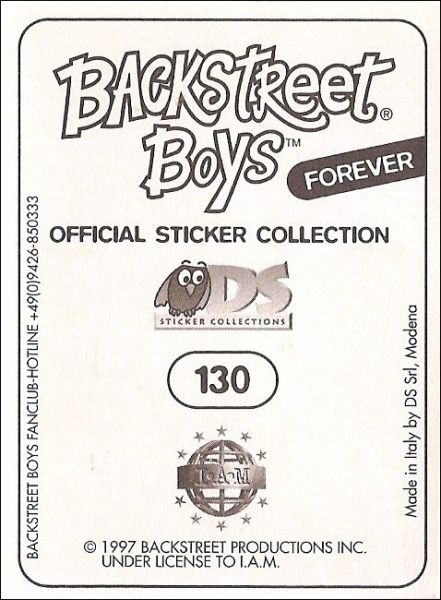 BACKSTREET®
BOYS™
FOREVER
OFFICIAL STICKER COLLECTION
DS
STICKER COLLECTIONS
130
I·A·M
© 1997 BACKSTREET PRODUCTIONS INC.
UNDER LICENSE TO I.A.M.
BACKSTREET BOYS FANCLUB-HOTLINE +49(0)9426-850333
Made in Italy by DS Srl, Modena